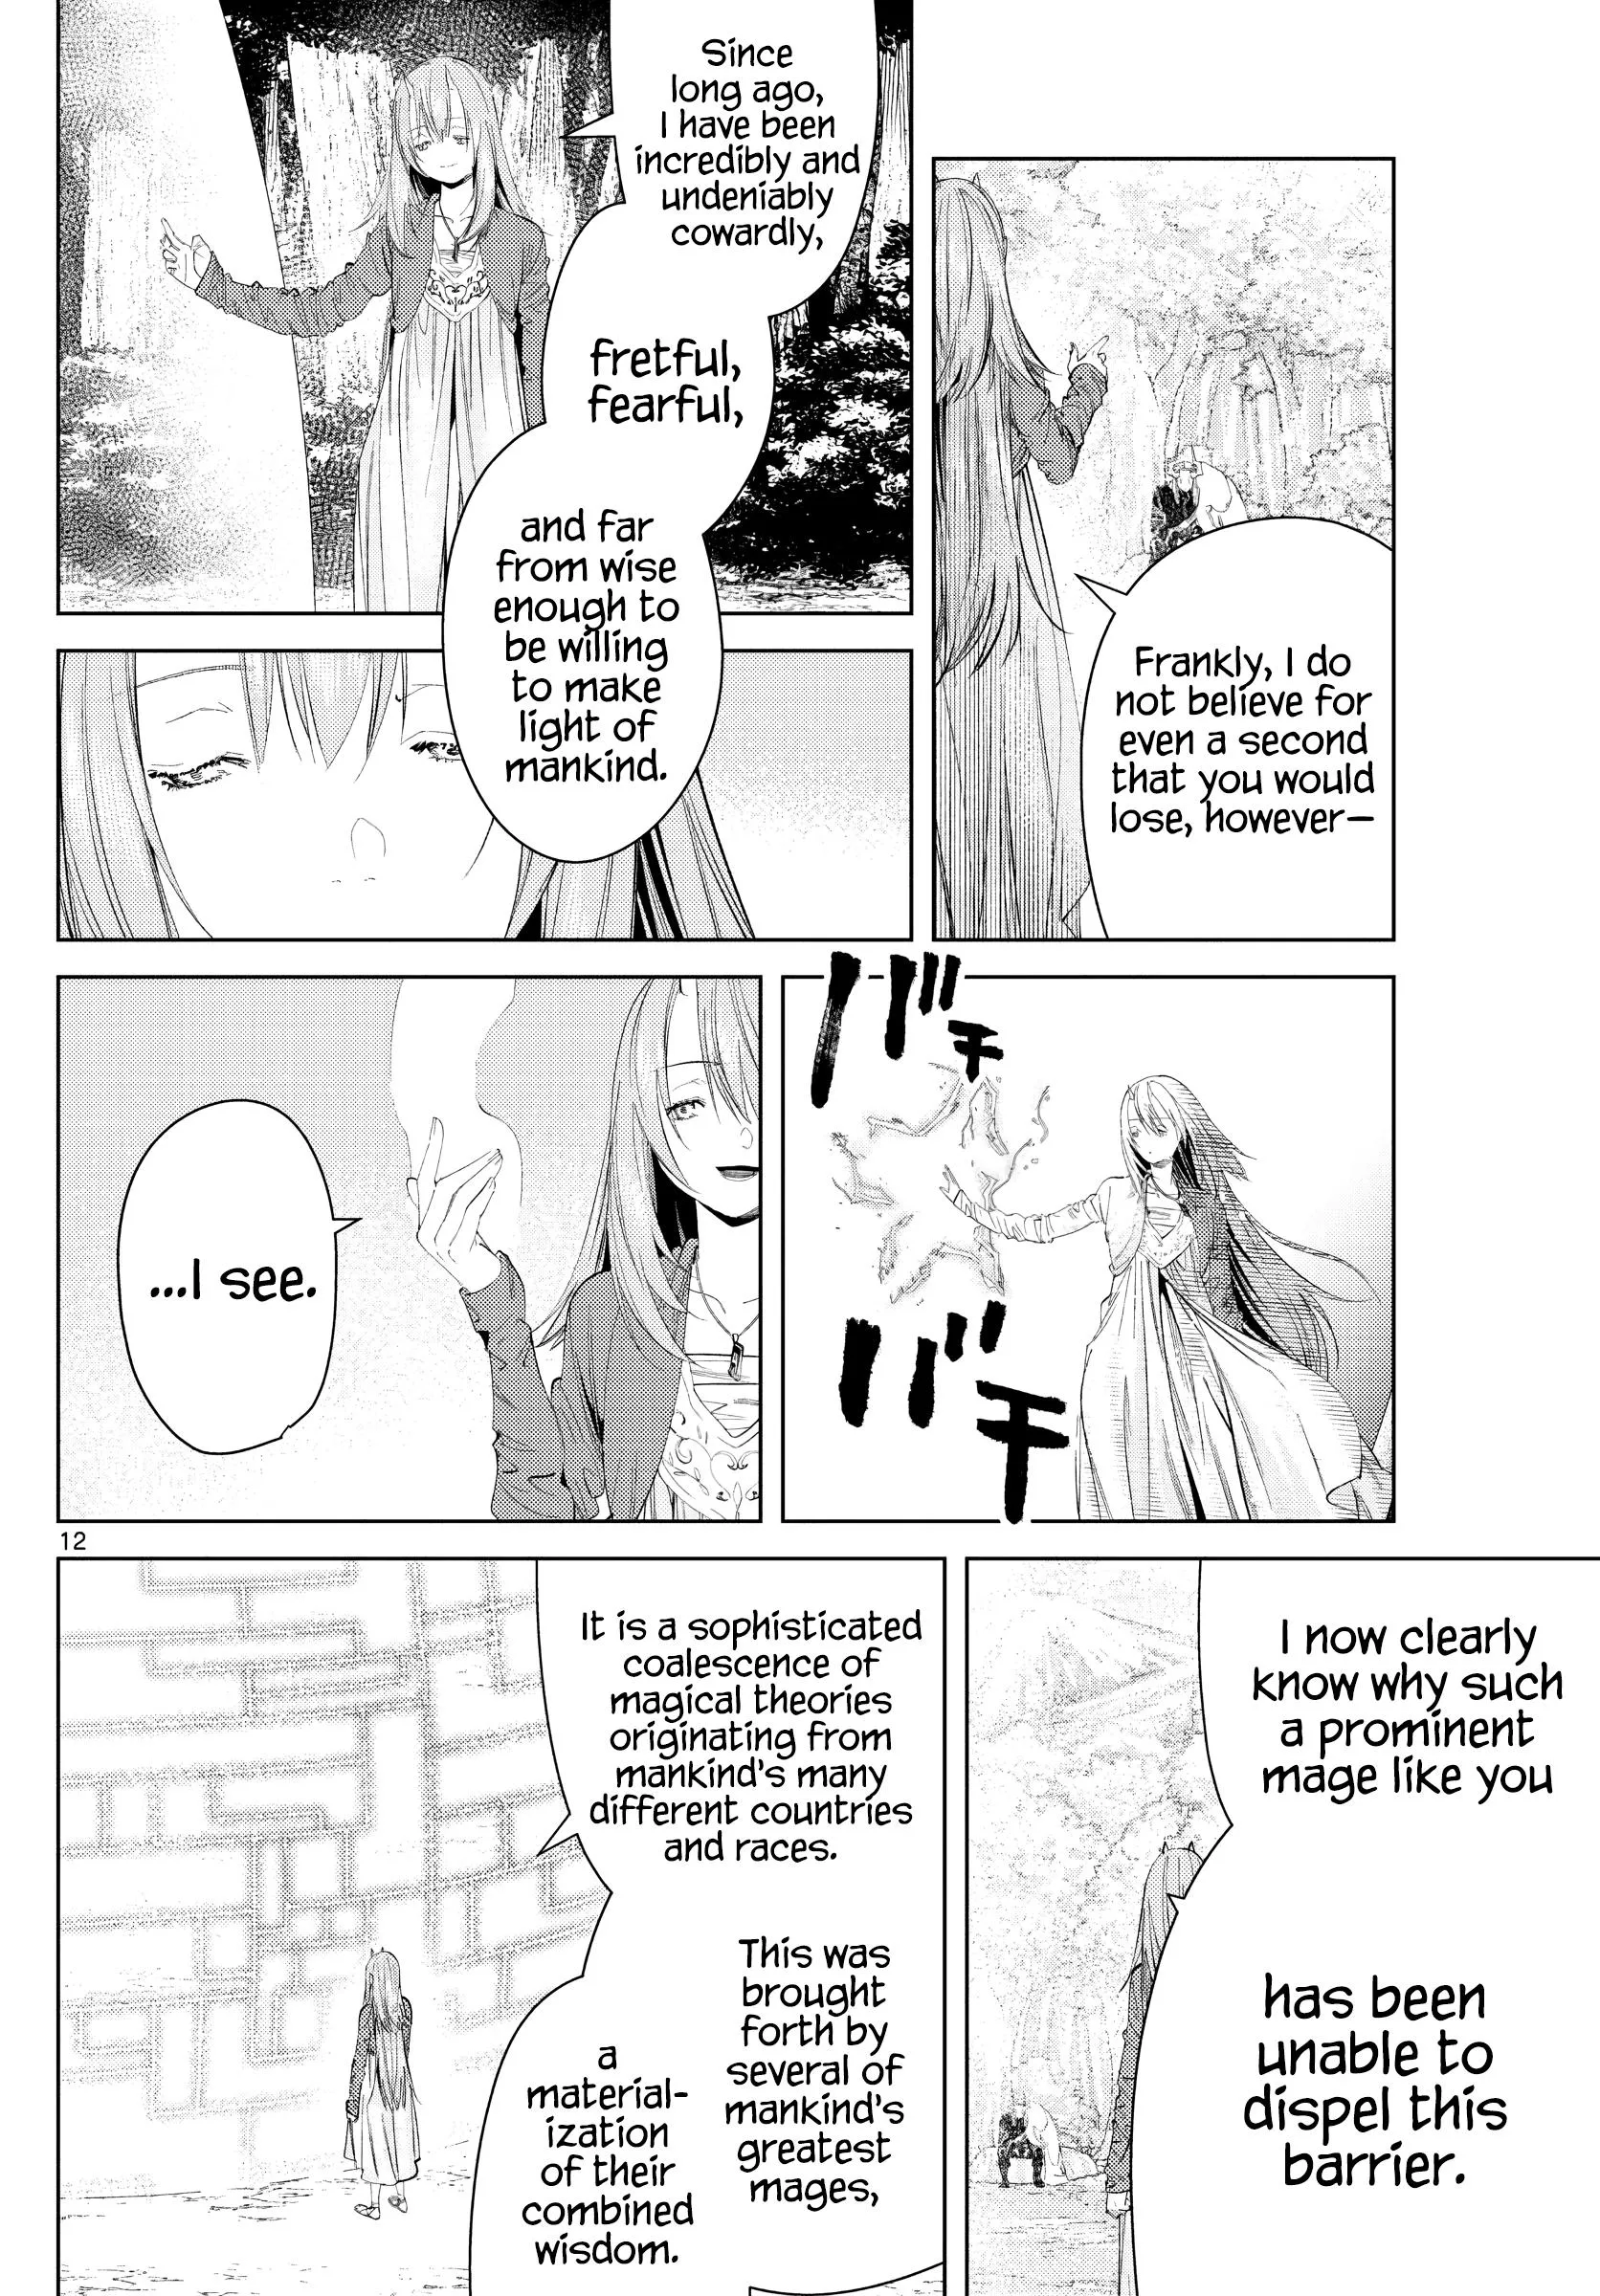 Frankly, I do
not believe for
even a second
that you would
lose, however—
Since
long ago,
I have been
incredibly and
undeniably
cowardly,
fretful,
fearful,
and far
from wise
enough to
be willing
to make
light of
mankind.
バチ
バチ
...I see.
12
I now clearly
know why such
a prominent
mage like you
has been
unable to
dispel this
barrier.
It is a sophisticated
coalescence of
magical theories
originating from
mankind's many
different countries
and races.
This was
brought
forth by
several of
mankind's
greatest
mages,
a
material-
ization
of their
combined
wisdom.